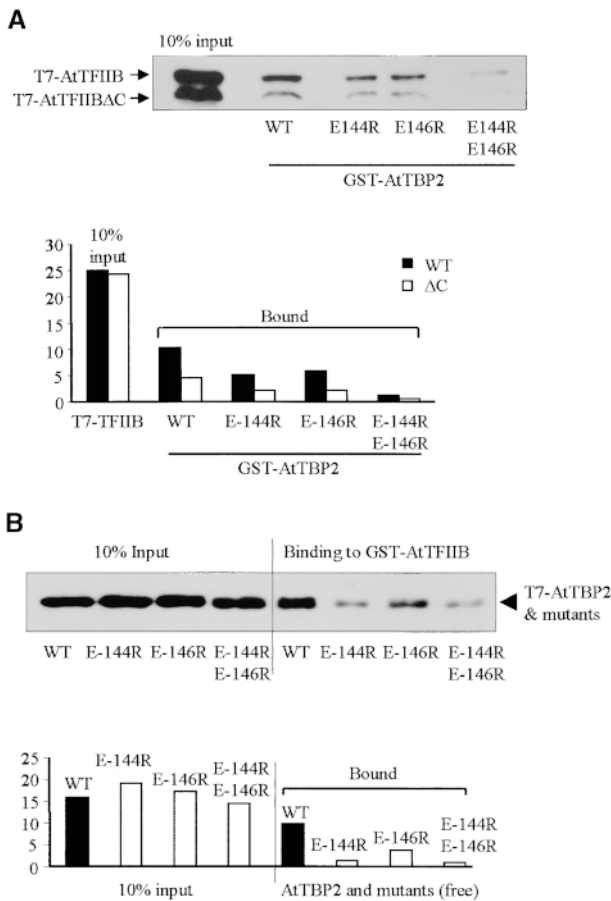 A
10% input
T7-AtTFIIB
T7-AtTFIIBΔC
WT E144R E146R E144R
E146R
GST-AtTBP2
10%
input
30
25
20
15
10
5
0
WT
ΔC
Bound
T7-TFIIB WT E-144R E-146R E-144R
E-146R
GST-AtTBP2
B
10% Input Binding to GST-AtTFIIB
T7-AtTBP2
& mutants
WT E-144R E-146R E-144R WT E-144R E-146R E-144R
E-146R E-146R
25
20
15
10
5
0
WT E-144R E-146R E-144R
E-146R
Bound
WT E-144R E-146R E-144R
E-146R
10% input AtTBP2 and mutants (free)